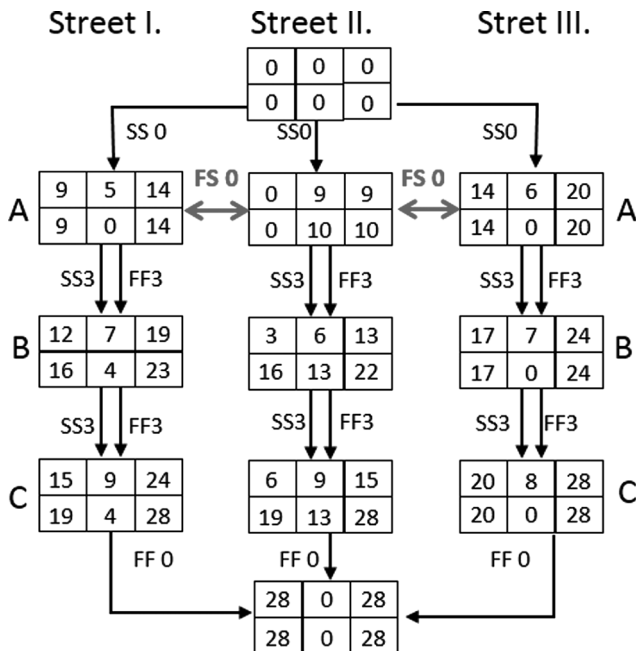 Street I. Street II. Stret III.
0 0 0
0 0 0
SS 0 SS0 SS0
FS 0 FS 0
A 9 5 14 0 9 9 14 6 20 A
9 0 14 0 10 10 14 0 20
SS3 FF3 SS3 FF3 SS3 FF3
B 12 7 19 3 6 13 17 7 24 B
16 4 23 16 13 22 17 0 24
SS3 FF3 SS3 FF3 SS3 FF3
C 15 9 24 6 9 15 20 8 28 C
19 4 28 19 13 28 20 0 28
FF 0 FF 0 FF 0
28 0 28
28 0 28